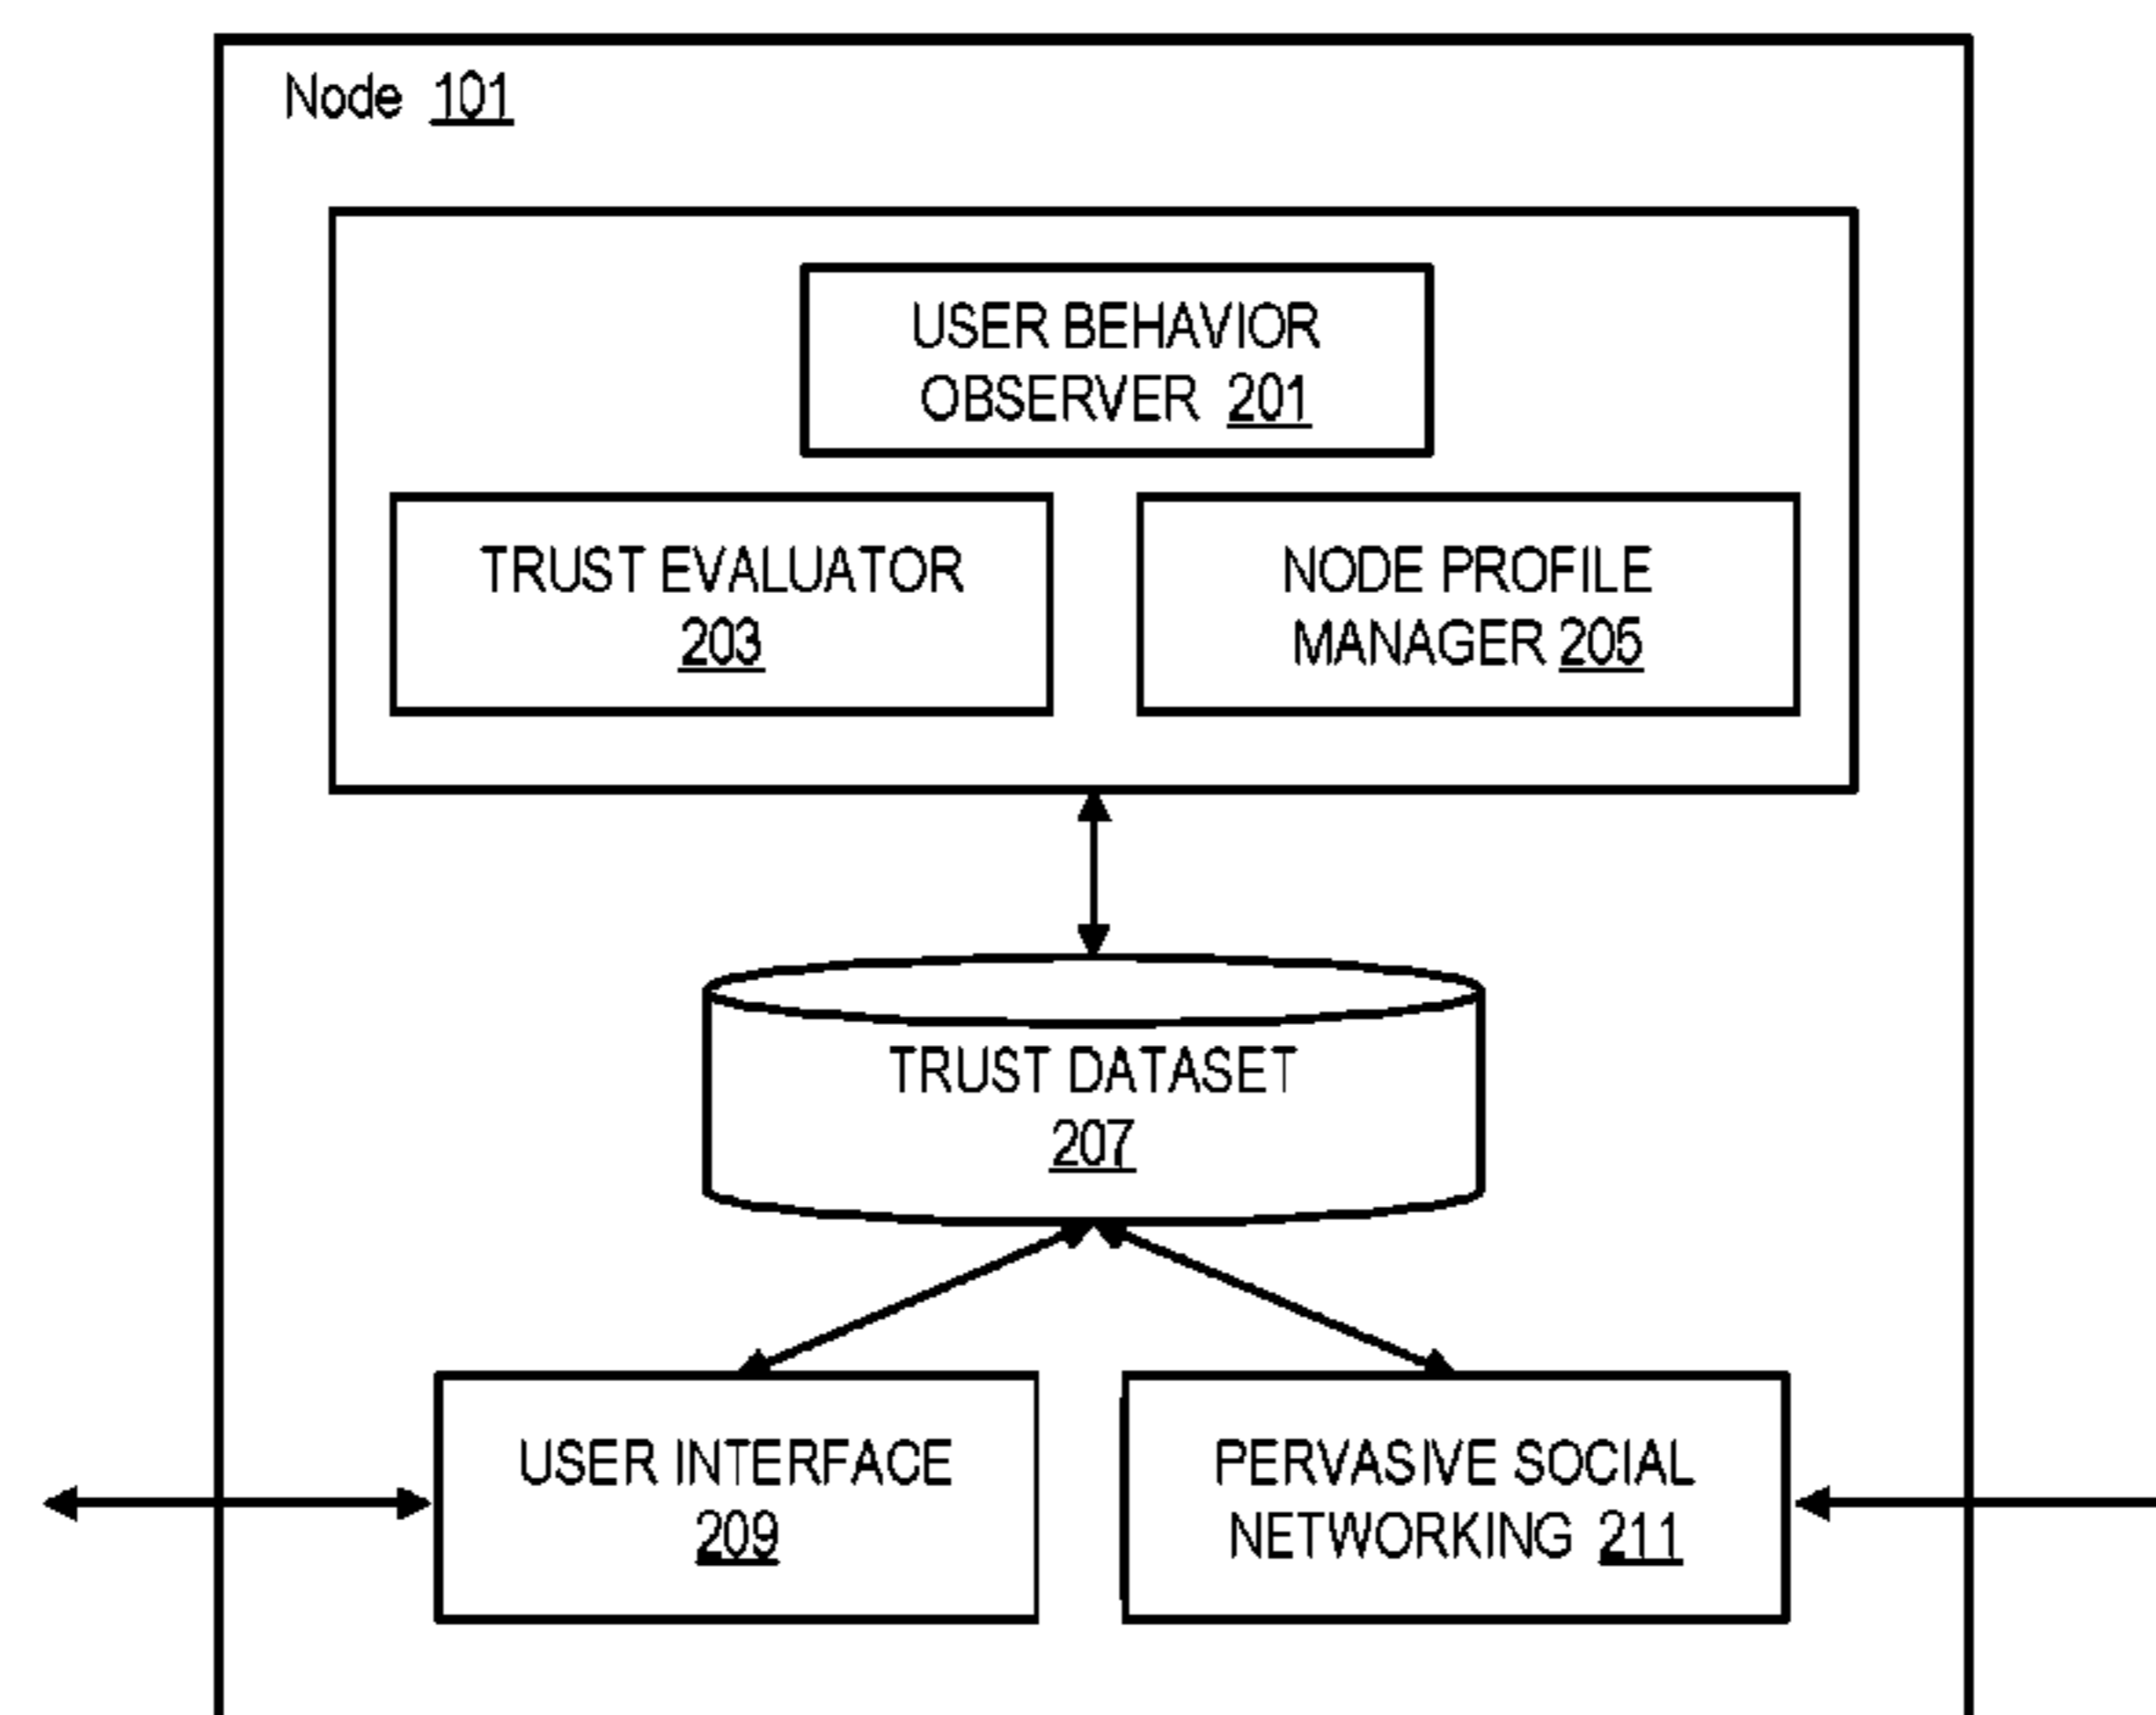 Node 101
USER BEHAVIOR
OBSERVER 201
TRUST EVALUATOR
203
NODE PROFILE
MANAGER 205
TRUST DATASET
207
USER INTERFACE
209
PERVASIVE SOCIAL
NETWORKING 211